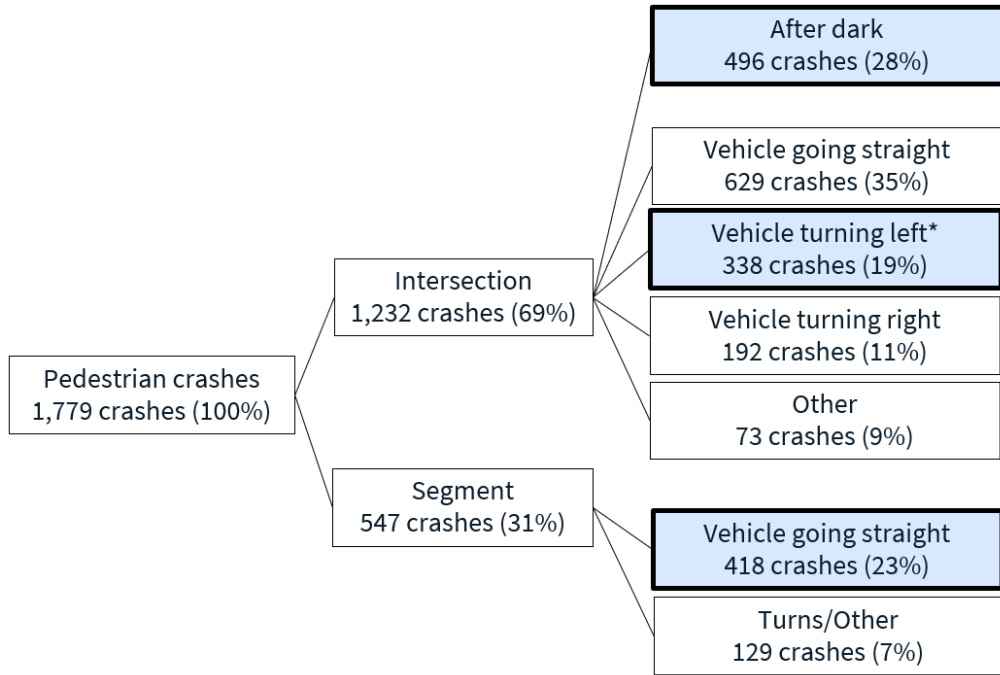 Pedestrian crashes
1,779 crashes (100%)
Intersection
1,232 crashes (69%)
Segment
547 crashes (31%)
After dark
496 crashes (28%)
Vehicle going straight
629 crashes (35%)
Vehicle turning left*
338 crashes (19%)
Vehicle turning right
192 crashes (11%)
Other
73 crashes (9%)
Vehicle going straight
418 crashes (23%)
Turns/Other
129 crashes (7%)